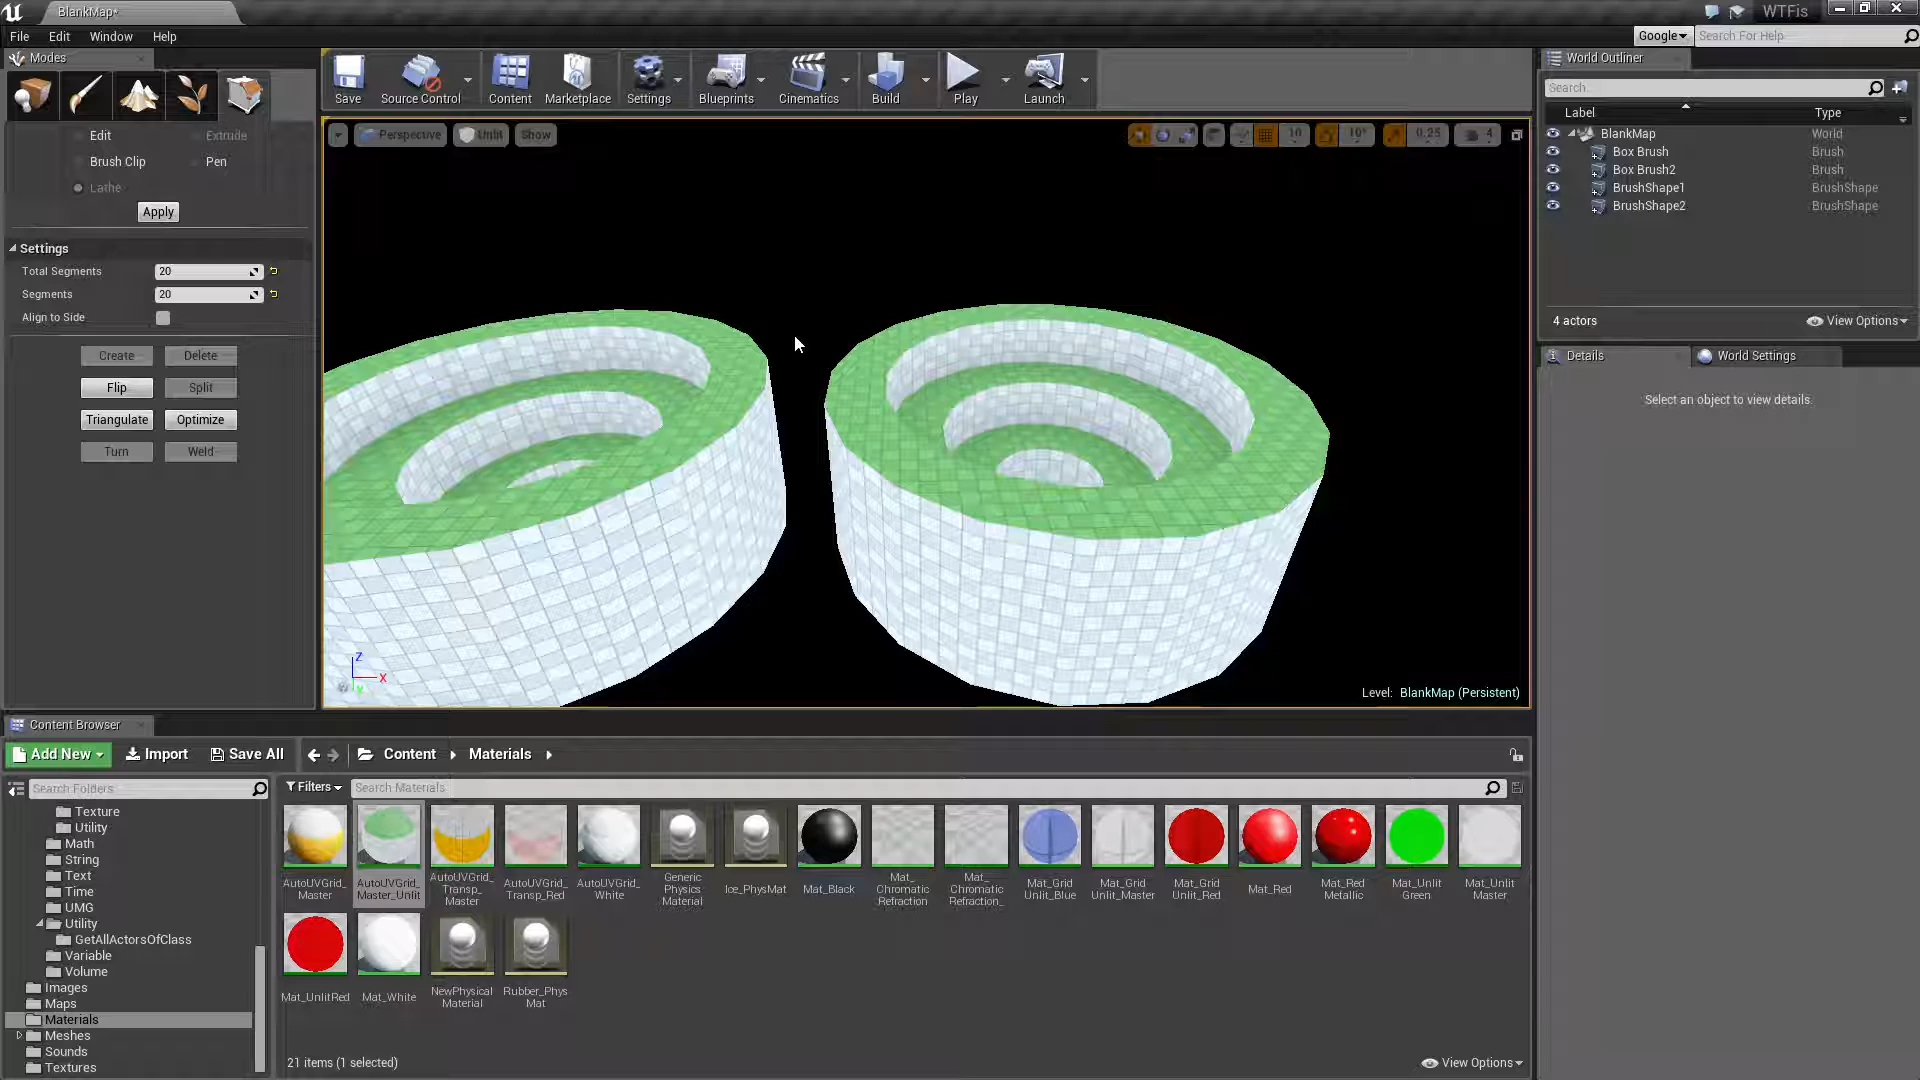 BlankMap*
WTFis
File Edit Window Help
Google
Search For Help
Modes
Edit
Extrude
Brush Clip
Pen
Lathe
Apply
Settings
Total Segments 20
Segments 20
Align to Side
Create
Delete
Flip
Split
Triangulate
Optimize
Turn
Weld
Save
Source Control
Content
Marketplace
Settings
Blueprints
Cinematics
Build
Play
Launch
Perspective
Unlit
Show
10
10°
0.25
4
Z
X
Y
Level: BlankMap (Persistent)
World Outliner
Search...
Label Type
BlankMap World
Box Brush Brush
Box Brush2 Brush
BrushShape1 BrushShape
BrushShape2 BrushShape
4 actors
View Options
Details
World Settings
Select an object to view details.
Content Browser
Add New
Import
Save All
Content
Materials
Search Folders
Filters
Search Materials
Texture
Utility
Math
String
Text
Time
UMG
Utility
GetAllActorsOfClass
Variable
Volume
Images
Maps
Materials
Meshes
Sounds
Textures
AutoUVGrid_
Master
AutoUVGrid_
Master_Unlit
AutoUVGrid_
Transp_
Master
AutoUVGrid_
Transp_Red
AutoUVGrid_
White
Generic
Physics
Material
Ice_PhysMat
Mat_Black
Mat_
Chromatic
Refraction
Mat_
Chromatic
Refraction_
Mat_Grid
Unlit_Blue
Mat_Grid
Unlit_Master
Mat_Grid
Unlit_Red
Mat_Red
Mat_Red
Metallic
Mat_Unlit
Green
Mat_Unlit
Master
Mat_UnlitRed
Mat_White
NewPhysical
Material
Rubber_Phys
Mat
21 items (1 selected)
View Options